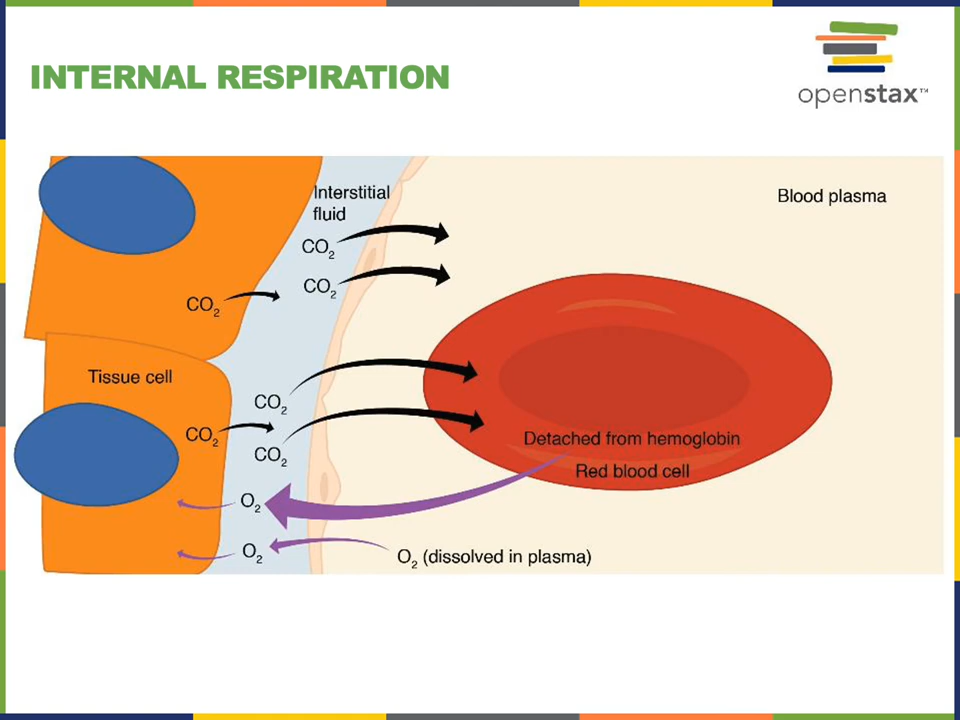 INTERNAL RESPIRATION
openstax™
Interstitial
fluid
Blood plasma
CO₂
CO₂
CO₂
Tissue cell
CO₂
CO₂
CO₂
Detached from hemoglobin
Red blood cell
O₂
O₂
O₂ (dissolved in plasma)